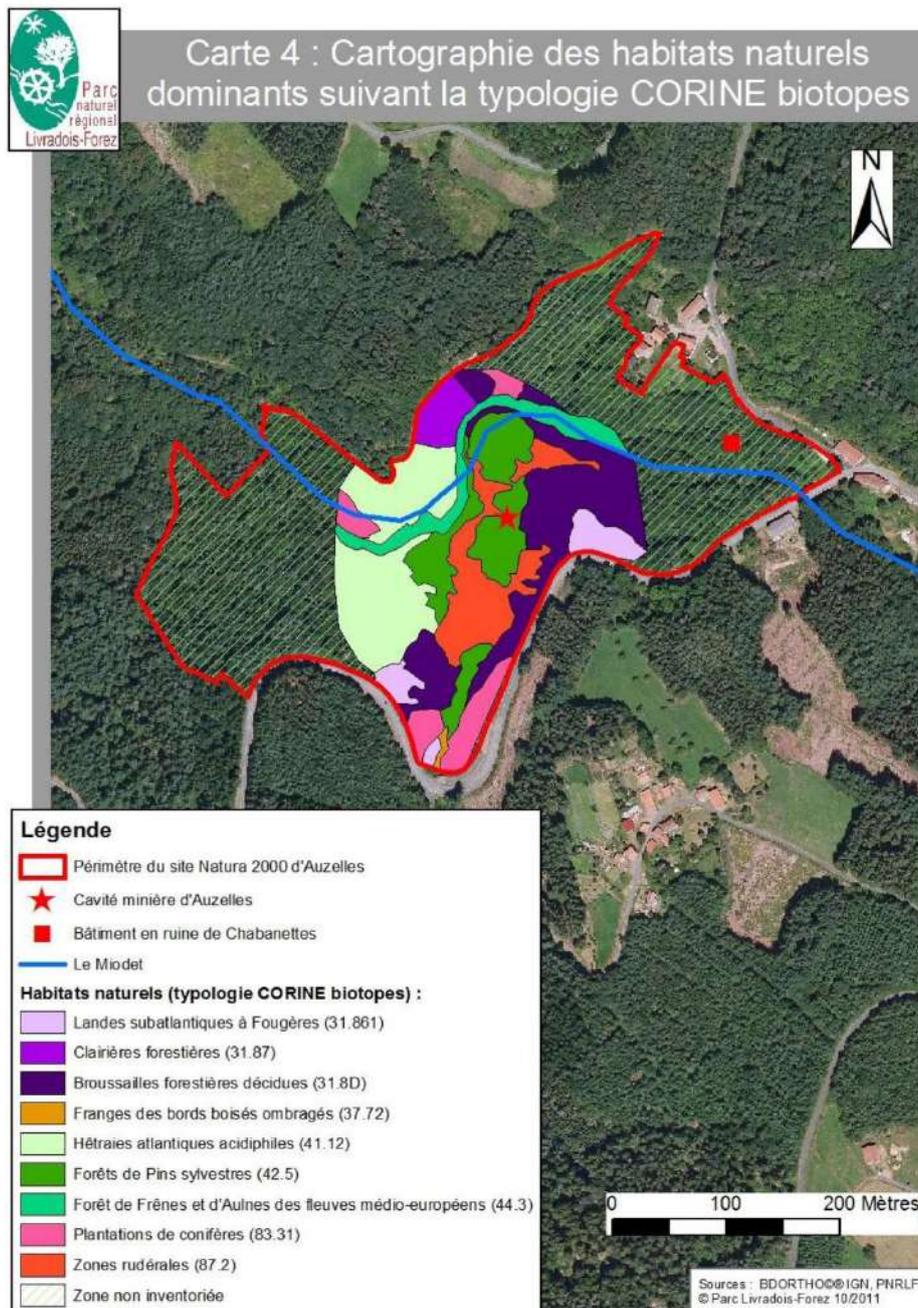 Parc
naturel
régional
Livradois-Forez
Carte 4 : Cartographie des habitats naturels
dominants suivant la typologie CORINE biotopes
N
Légende
Périmètre du site Natura 2000 d'Auzelles
Cavité minière d'Auzelles
Bâtiment en ruine de Chabanettes
Le Miodet
Habitats naturels (typologie CORINE biotopes) :
Landes subatlantiques à Fougères (31.861)
Clairières forestières (31.87)
Broussailles forestières décidues (31.8D)
Franges des bords boisés ombragés (37.72)
Hêtraies atlantiques acidiphiles (41.12)
Forêts de Pins sylvestres (42.5)
Forêt de Frênes et d'Aulnes des fleuves médio-européens (44.3)
Plantations de conifères (83.31)
Zones rudérales (87.2)
Zone non inventoriée
0 100 200 Mètres
Sources : BDORTHO©®IGN, PNRLF
© Parc Livradois-Forez 10/2011